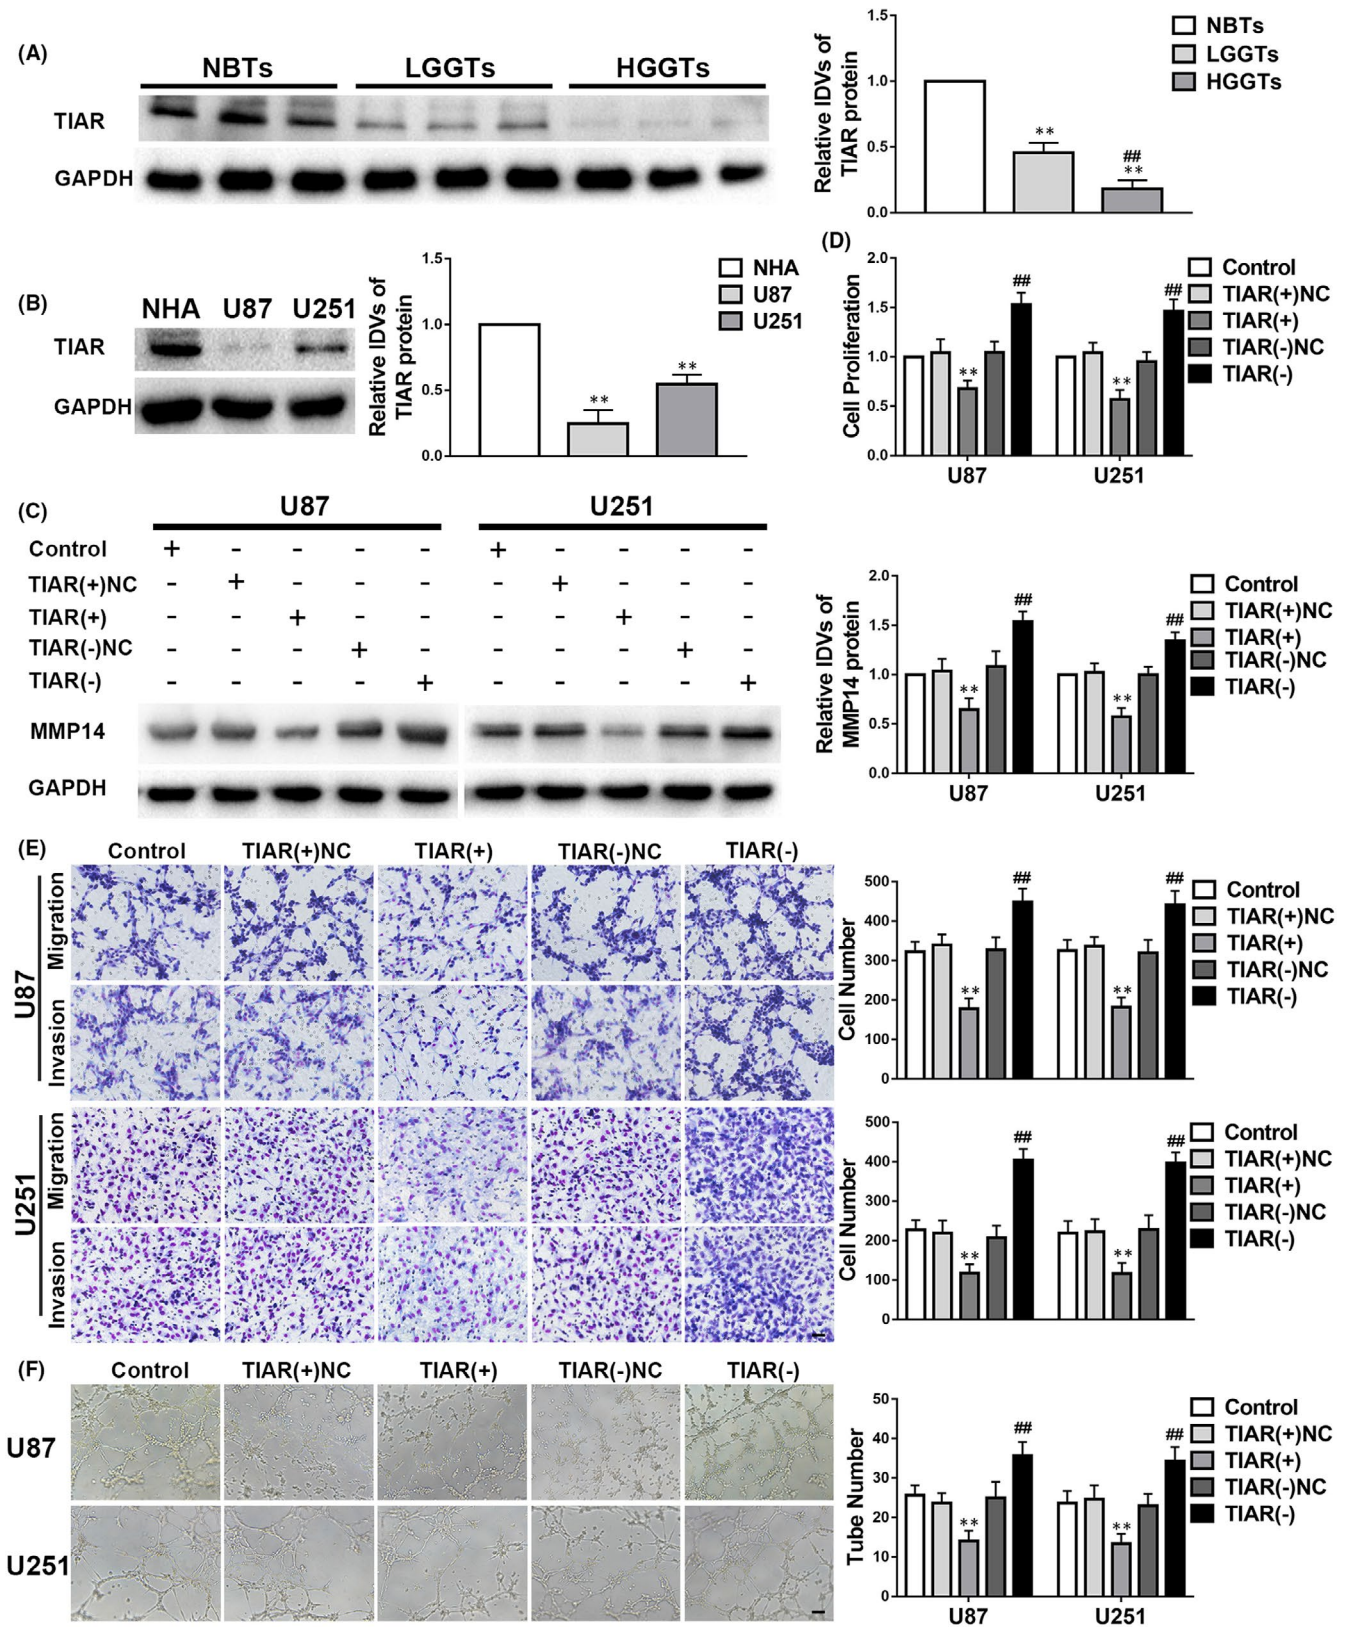 (A)
NBTs LGGTs HGGTs
TIAR
GAPDH
Relative IDVs of
TIAR protein
1.5
1.0
0.5
0.0
**
##
**
NBTs
LGGTs
HGGTs
(B)
NHA U87 U251
TIAR
GAPDH
Relative IDVs of
TIAR protein
1.5
1.0
0.5
0.0
**
**
NHA
U87
U251
(D)
Cell Proliferation
2.0
1.5
1.0
0.5
0.0
** ## ** ##
U87 U251
Control
TIAR(+)NC
TIAR(+)
TIAR(-)NC
TIAR(-)
(C)
U87 U251
Control + - - - - + - - - -
TIAR(+)NC - + - - - - + - - -
TIAR(+) - - + - - - - + - -
TIAR(-)NC - - - + - - - - + -
TIAR(-) - - - - + - - - - +
MMP14
GAPDH
Relative IDVs of
MMP14 protein
2.0
1.5
1.0
0.5
0.0
** ## ** ##
U87 U251
Control
TIAR(+)NC
TIAR(+)
TIAR(-)NC
TIAR(-)
(E)
Control TIAR(+)NC TIAR(+) TIAR(-)NC TIAR(-)
U87
Migration
Invasion
U251
Migration
Invasion
Cell Number
500
400
300
200
100
0
** ## ** ##
Control
TIAR(+)NC
TIAR(+)
TIAR(-)NC
TIAR(-)
Cell Number
500
400
300
200
100
0
** ## ** ##
Control
TIAR(+)NC
TIAR(+)
TIAR(-)NC
TIAR(-)
(F)
Control TIAR(+)NC TIAR(+) TIAR(-)NC TIAR(-)
U87
U251
Tube Number
50
40
30
20
10
0
** ## ** ##
U87 U251
Control
TIAR(+)NC
TIAR(+)
TIAR(-)NC
TIAR(-)